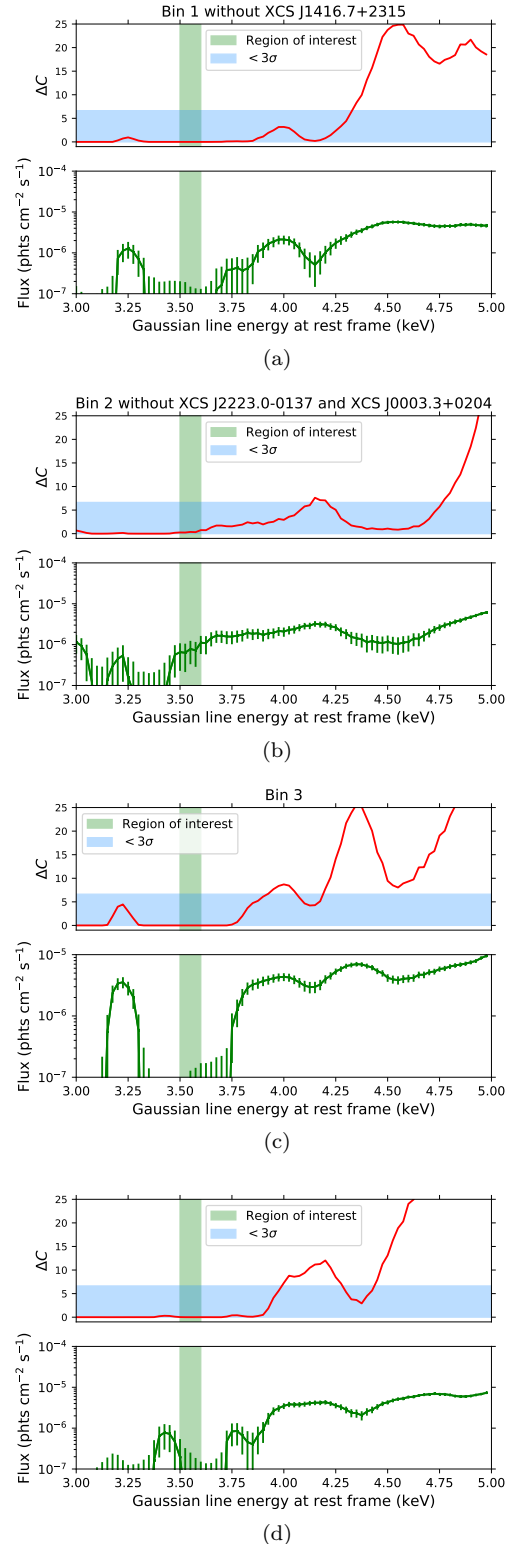 Bin 1 without XCS J1416.7+2315
25
20
15
10
5
0
ΔC
Region of interest
< 3σ
10⁻⁴
10⁻⁵
10⁻⁶
10⁻⁷
Flux (phts cm⁻² s⁻¹)
3.00 3.25 3.50 3.75 4.00 4.25 4.50 4.75 5.00
Gaussian line energy at rest frame (keV)
(a)
Bin 2 without XCS J2223.0-0137 and XCS J0003.3+0204
25
20
15
10
5
0
ΔC
Region of interest
< 3σ
10⁻⁴
10⁻⁵
10⁻⁶
10⁻⁷
Flux (phts cm⁻² s⁻¹)
3.00 3.25 3.50 3.75 4.00 4.25 4.50 4.75 5.00
Gaussian line energy at rest frame (keV)
(b)
Bin 3
25
20
15
10
5
0
ΔC
Region of interest
< 3σ
10⁻⁵
10⁻⁶
10⁻⁷
Flux (phts cm⁻² s⁻¹)
3.00 3.25 3.50 3.75 4.00 4.25 4.50 4.75 5.00
Gaussian line energy at rest frame (keV)
(c)
25
20
15
10
5
0
ΔC
Region of interest
< 3σ
10⁻⁴
10⁻⁵
10⁻⁶
10⁻⁷
Flux (phts cm⁻² s⁻¹)
3.00 3.25 3.50 3.75 4.00 4.25 4.50 4.75 5.00
Gaussian line energy at rest frame (keV)
(d)